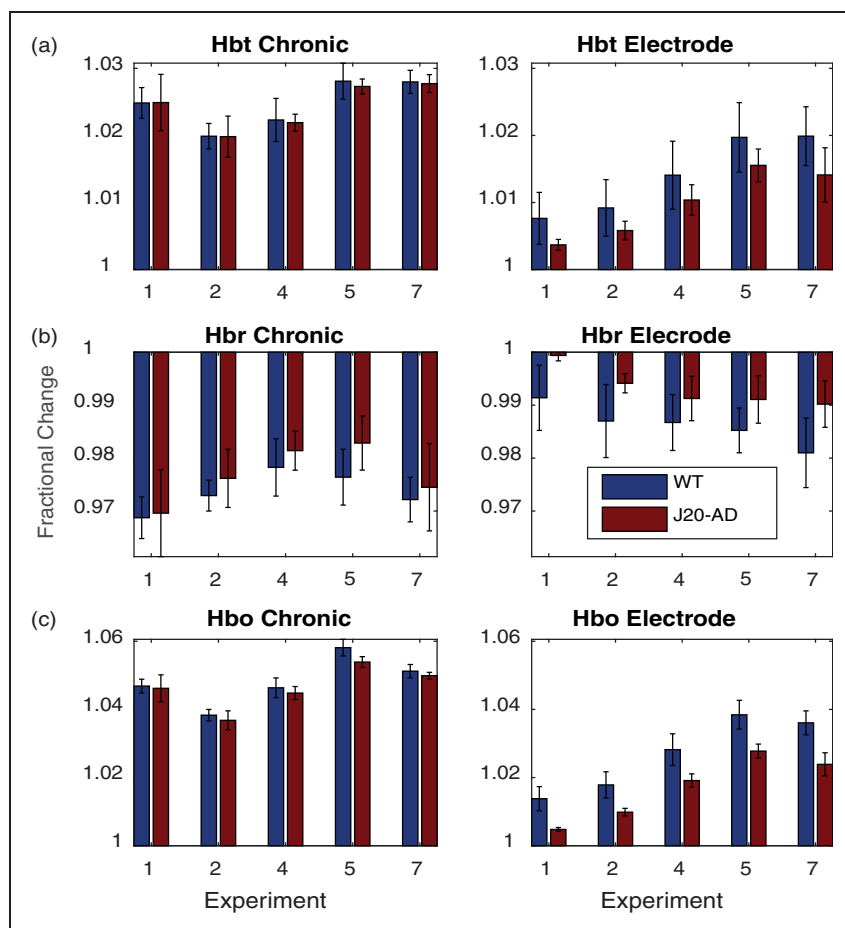 (a)
Hbt Chronic
1.03
1.02
1.01
1
1 2 4 5 7
Hbt Electrode
1.03
1.02
1.01
1
1 2 4 5 7
(b)
Hbr Chronic
1
0.99
0.98
0.97
1 2 4 5 7
Hbr Elecrode
1
0.99
0.98
0.97
WT
J20-AD
1 2 4 5 7
Fractional Change
(c)
Hbo Chronic
1.06
1.04
1.02
1
1 2 4 5 7
Experiment
Hbo Electrode
1.06
1.04
1.02
1
1 2 4 5 7
Experiment